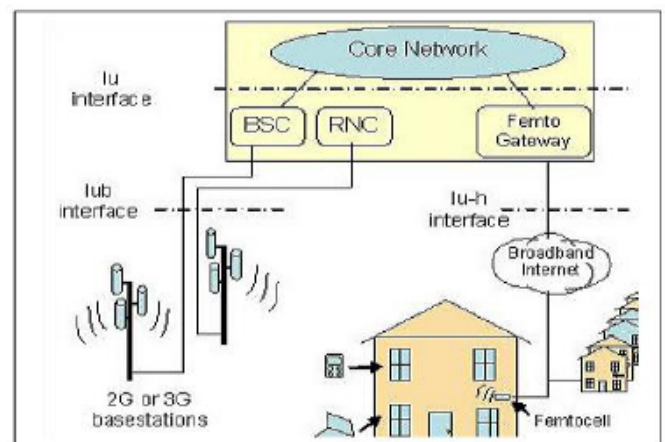 Core Network
Iu
interface
BSC
RNC
Femto
Gateway
Iub
interface
Iu-h
interface
Broadband
Internet
2G or 3G
basestations
Femtocell